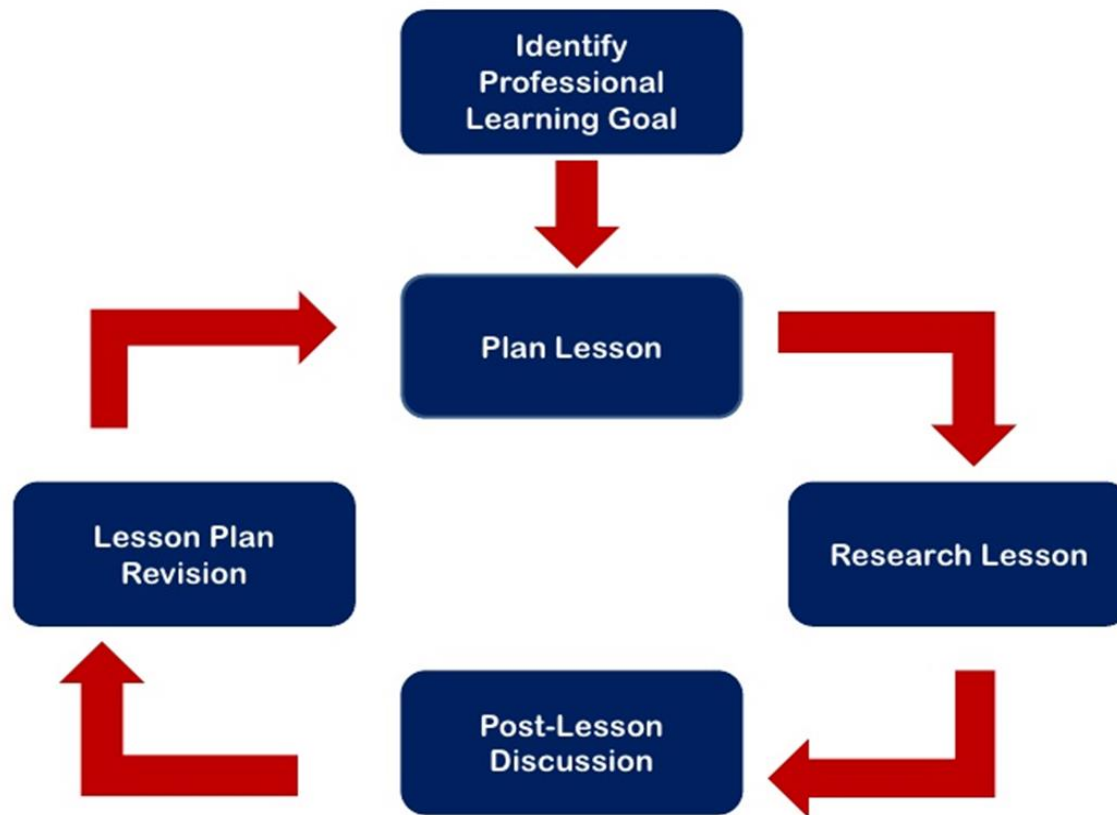 Identify
Professional
Learning Goal
Plan Lesson
Research Lesson
Post-Lesson
Discussion
Lesson Plan
Revision